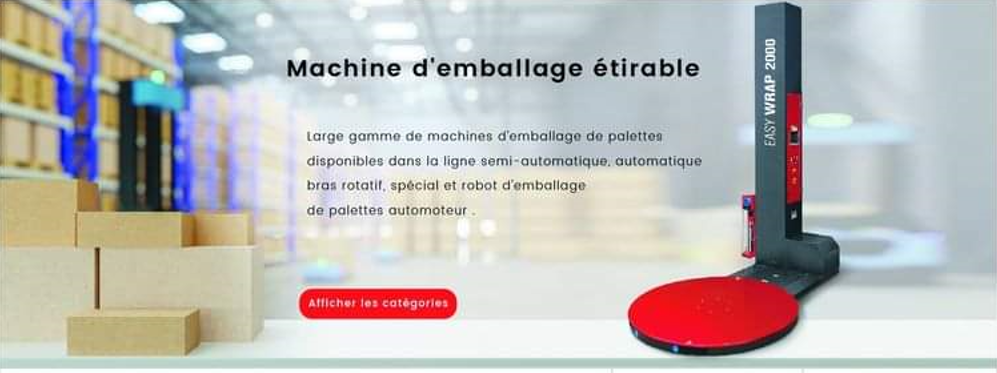 Machine d'emballage étirable
Large gamme de machines d'emballage de palettes
disponibles dans la ligne semi-automatique, automatique
bras rotatif, spécial et robot d'emballage
de palettes automoteur .
Afficher les catégories
EASY WRAP 2000